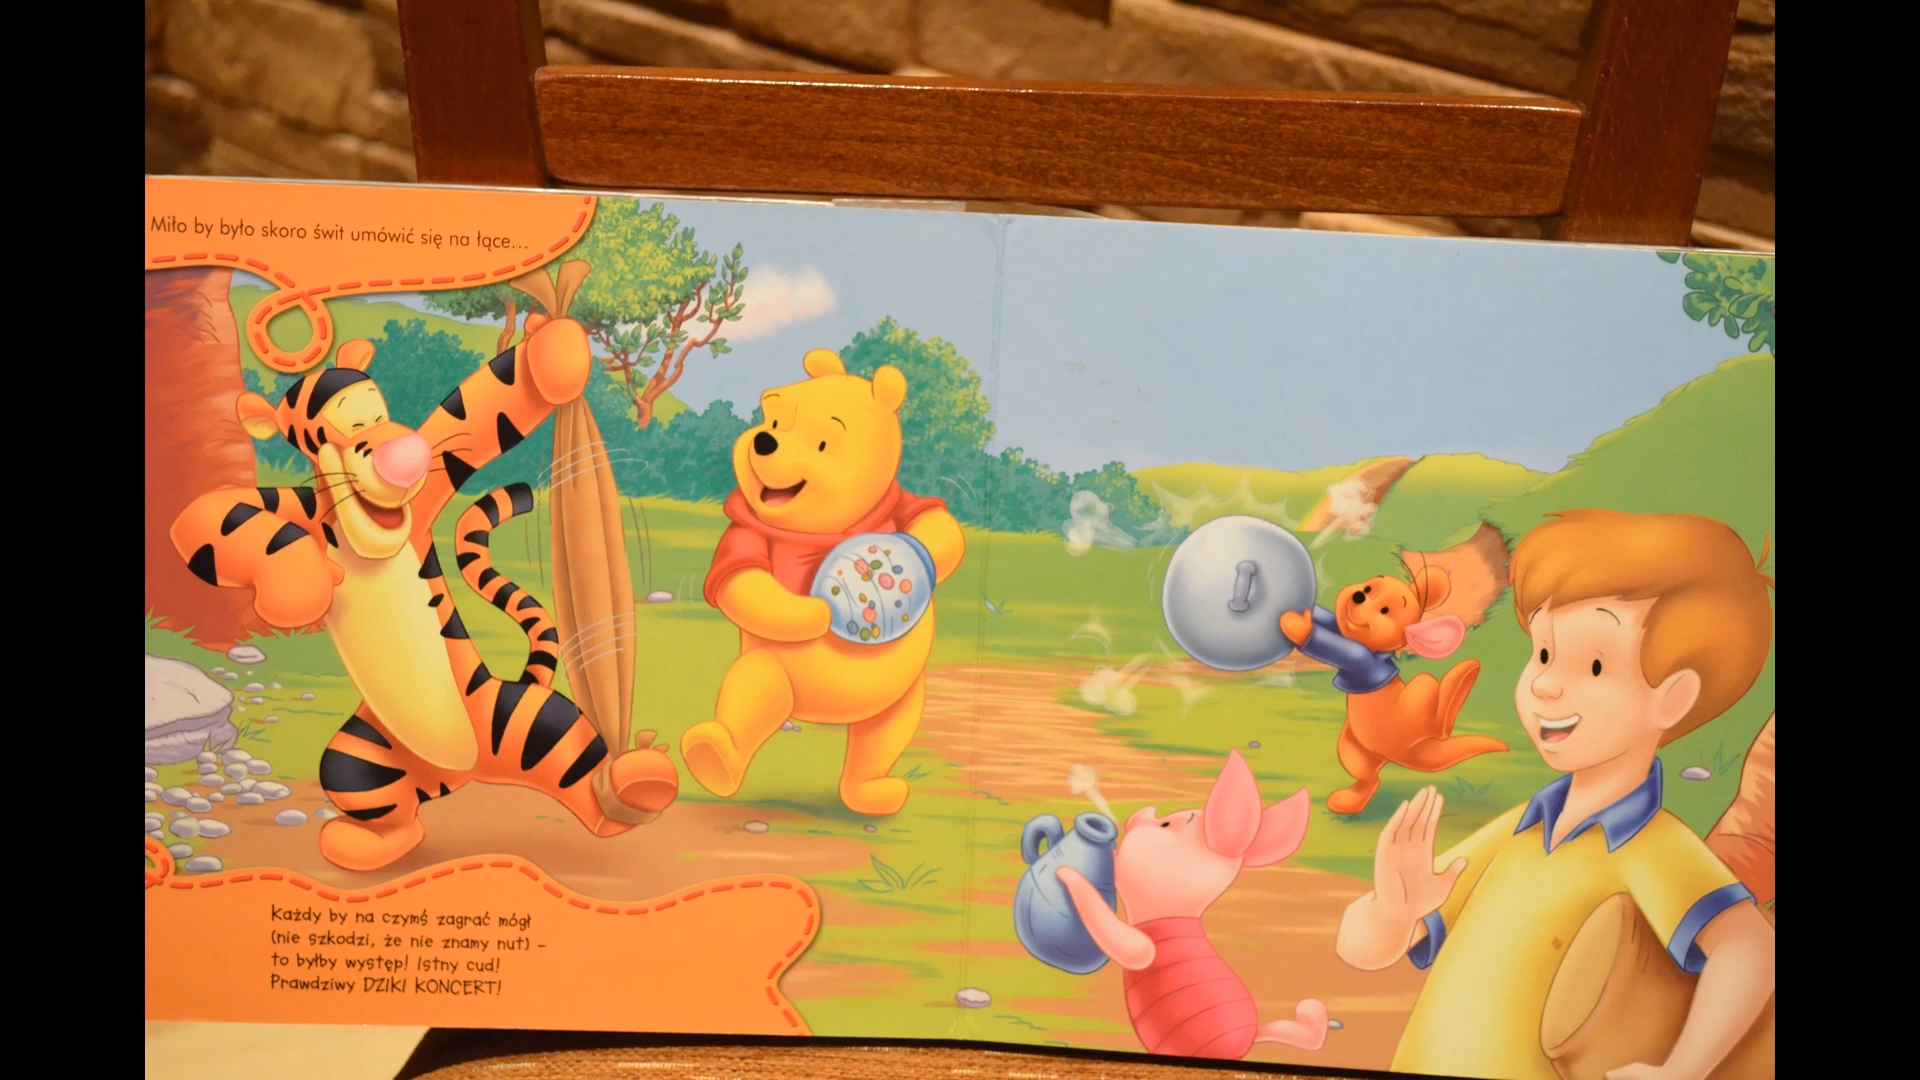 Miło by było skoro świt umówić się na łące...
Każdy by na czymś zagrać mógł
(nie szkodzi, że nie znamy nut) –
to byłby występ! Istny cud!
Prawdziwy DZIKI KONCERT!